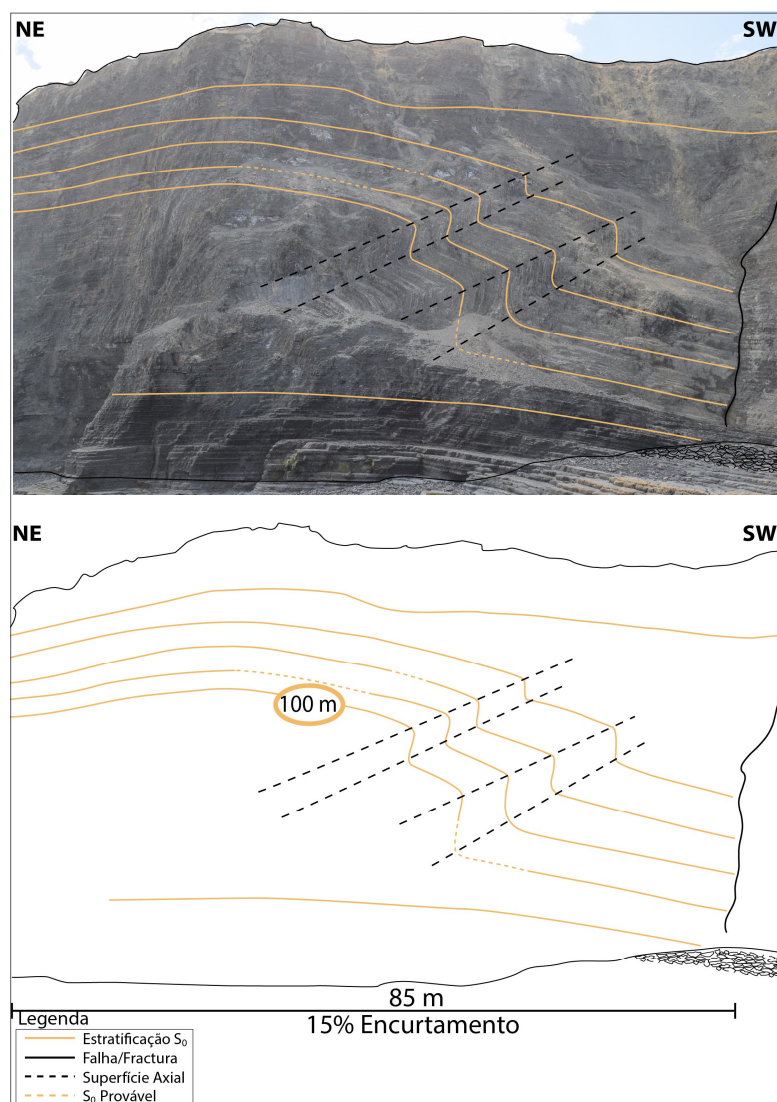 NE SW
NE SW
100 m
85 m
15% Encurtamento
Legenda
Estratificação S₀
Falha/Fractura
Superfície Axial
S₀ Provável